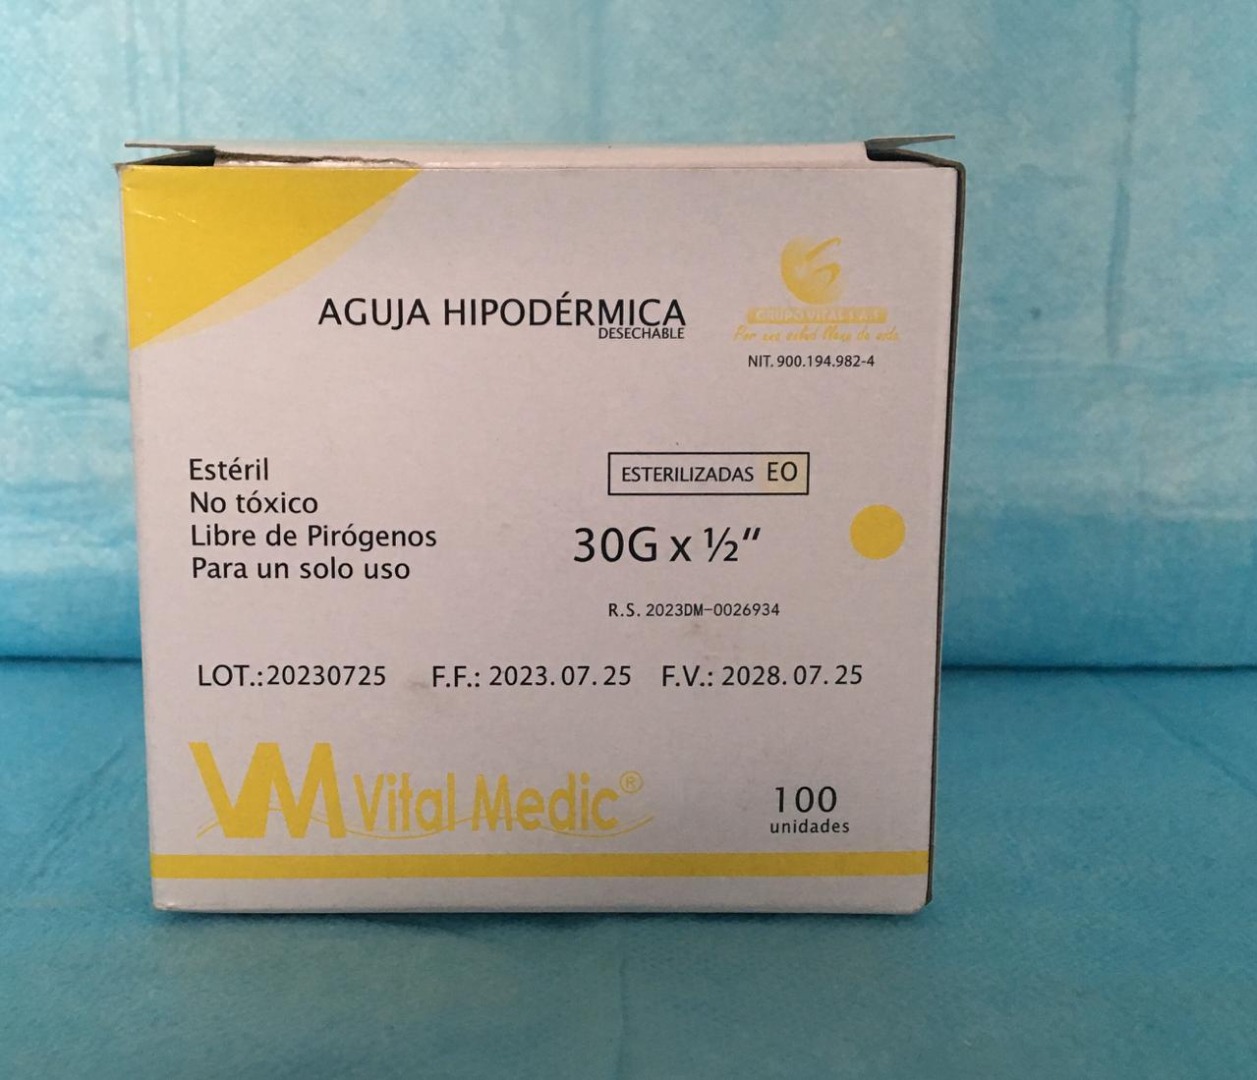 AGUJA HIPODÉRMICA
DESECHABLE
NIT. 900.194.982-4
Estéril
No tóxico
Libre de Pirógenos
Para un solo uso
ESTERILIZADAS EO
30G x ½"
R.S. 2023DM-0026934
LOT.:20230725 F.F.: 2023.07.25 F.V.: 2028.07.25
VM Vital Medic®
100
unidades